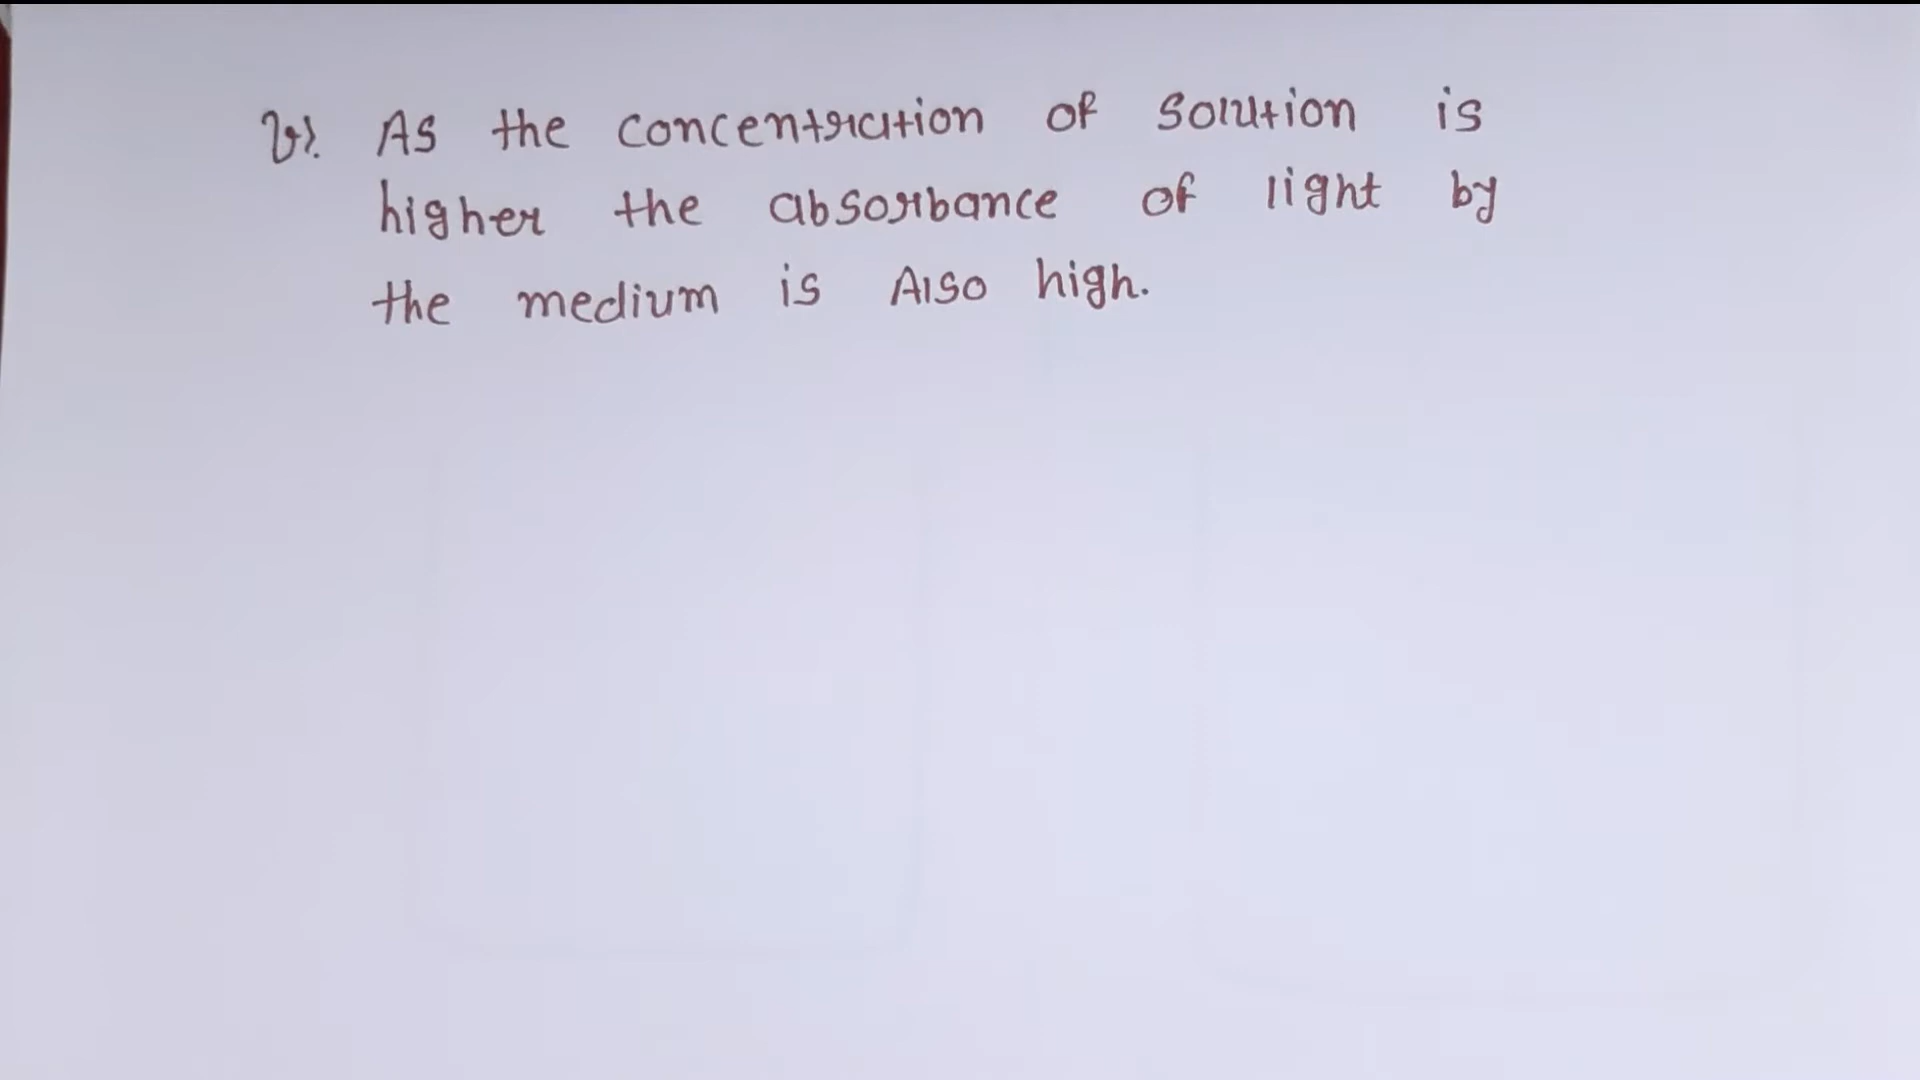 As the concentration of solution is
higher the absorbance of light by
the medium is Also high.